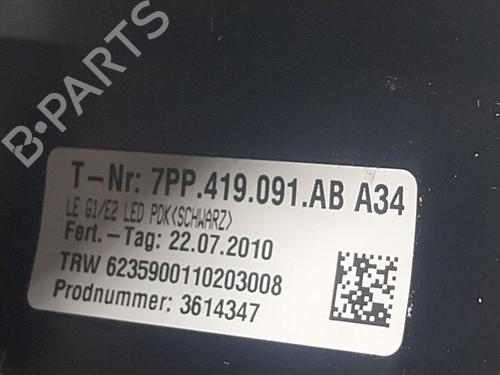 B-PARTS
T-Nr: 7PP.419.091.AB A34
LE G1/E2 LED PDK(SCHWARZ)
Fert.-Tag: 22.07.2010
TRW 6235900110203008
Prodnummer: 3614347